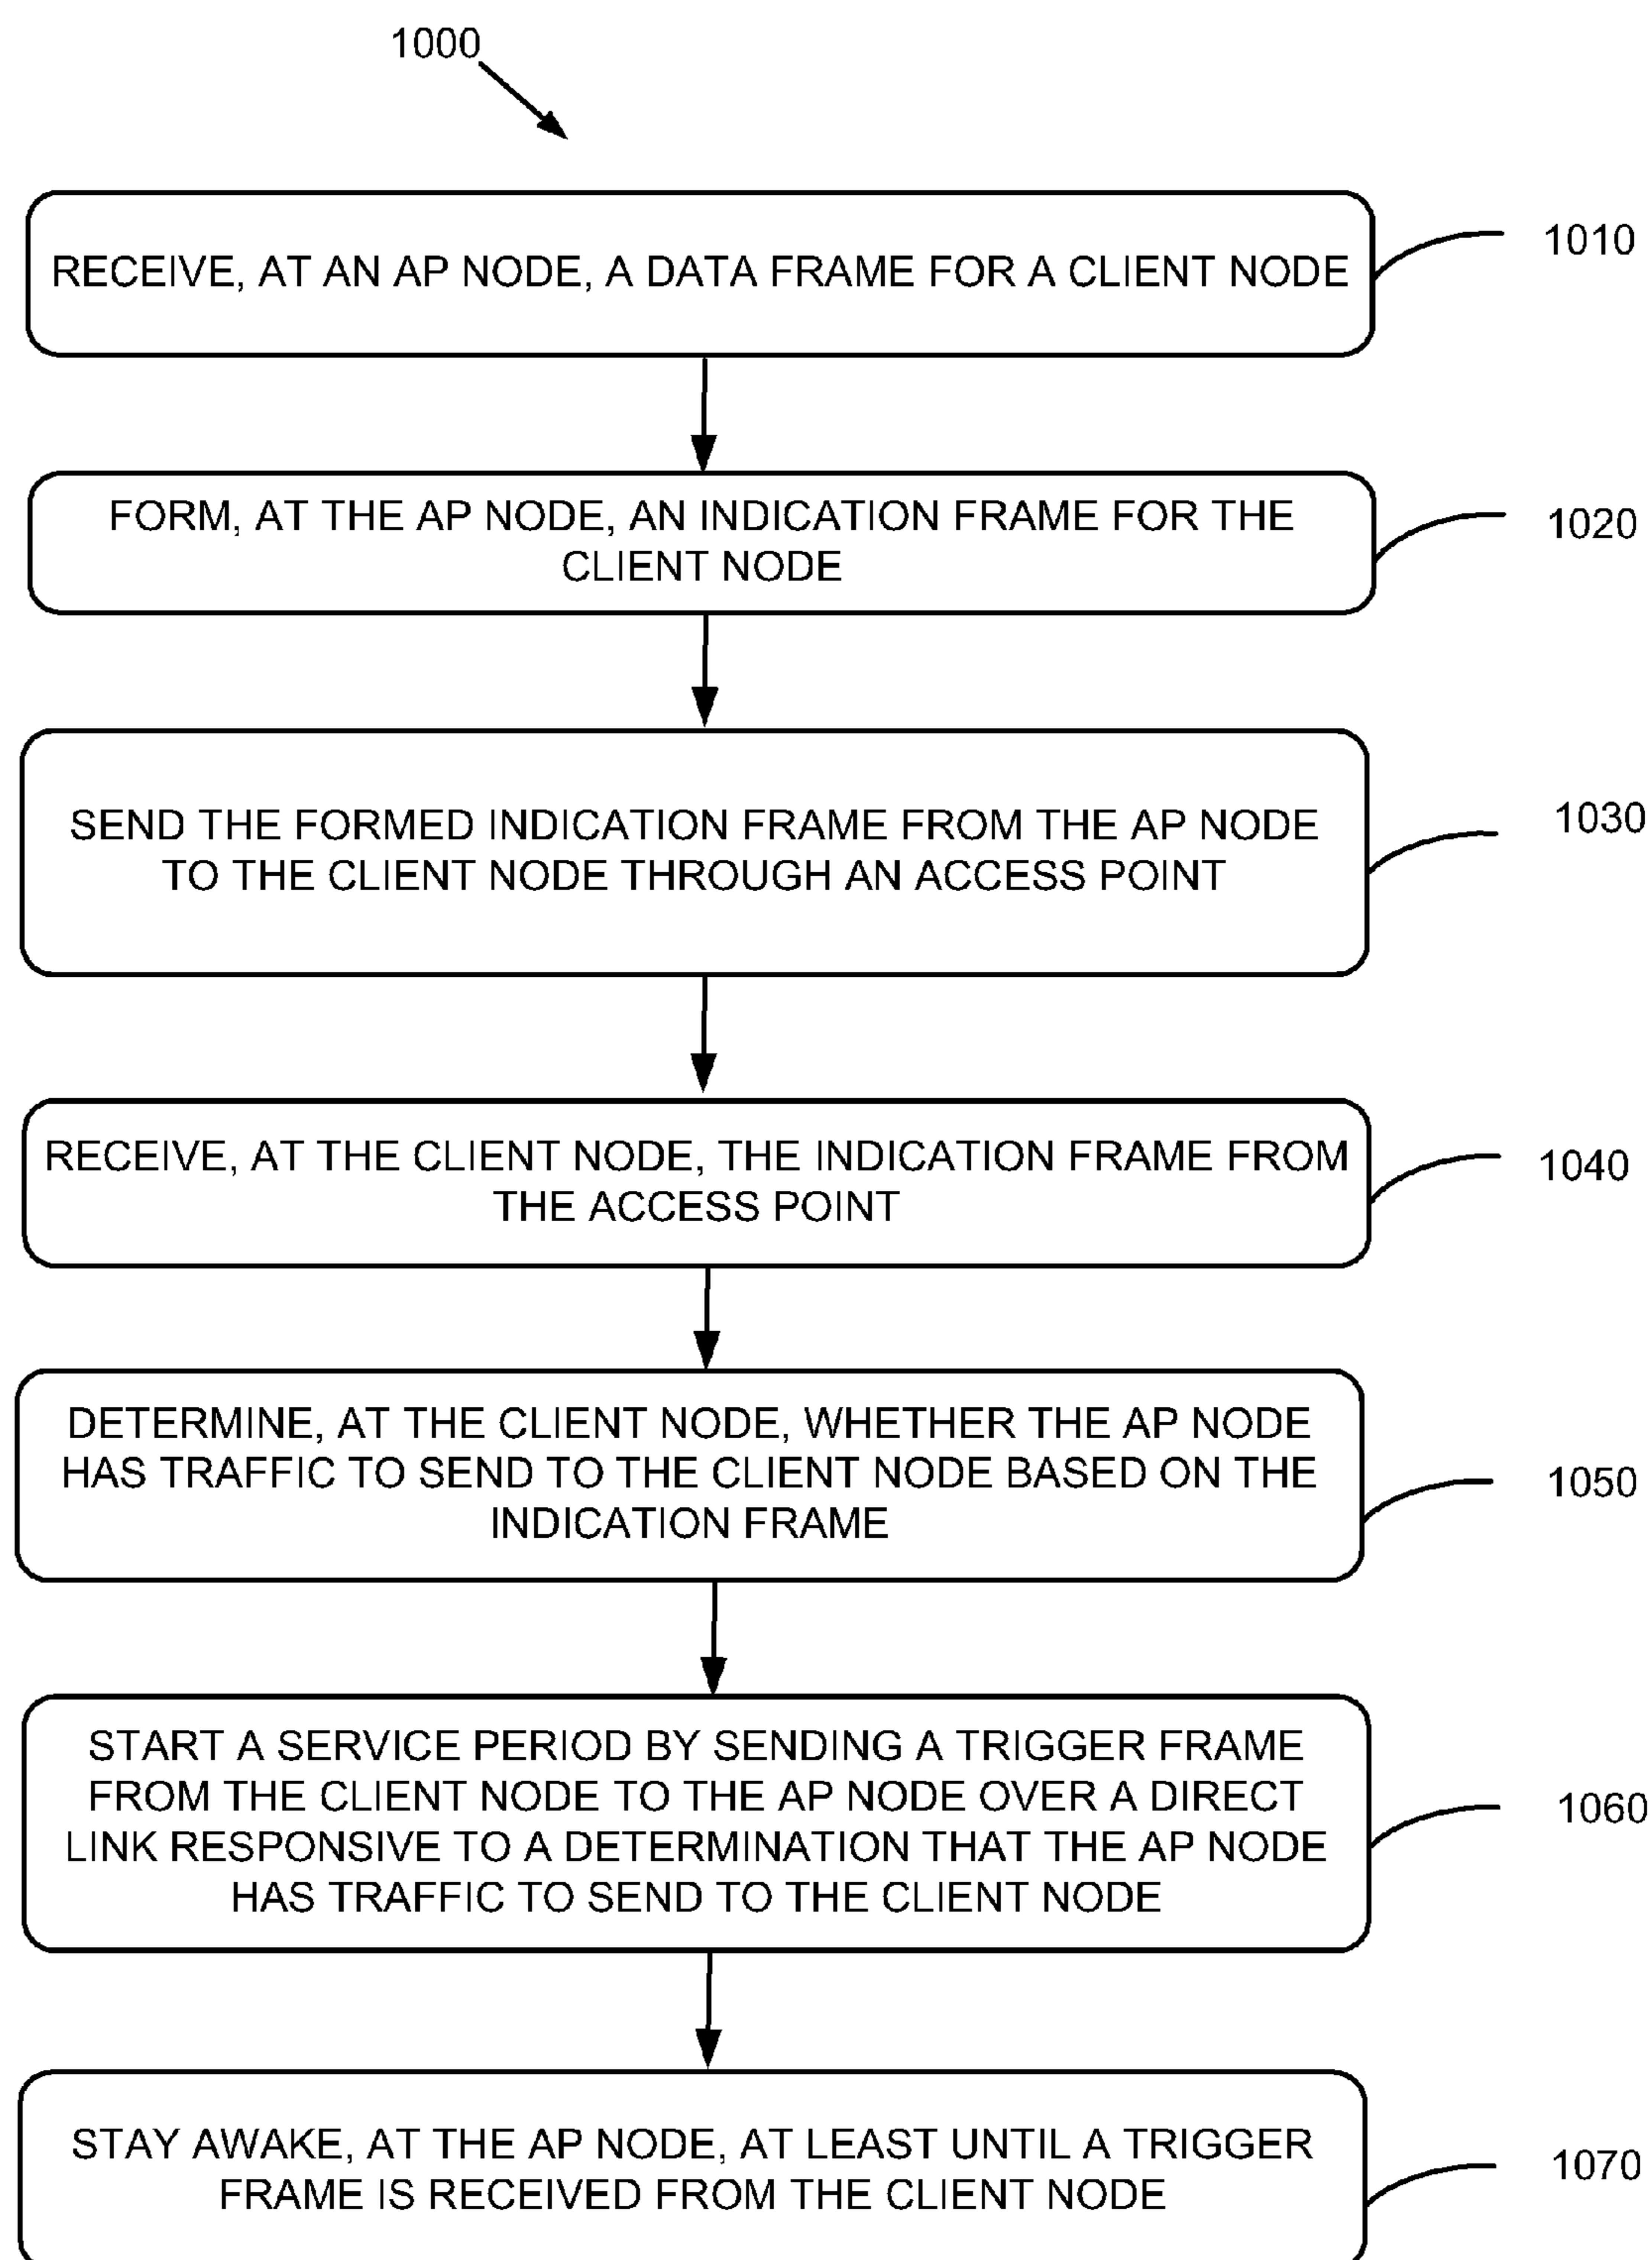 1000
RECEIVE, AT AN AP NODE, A DATA FRAME FOR A CLIENT NODE
1010
FORM, AT THE AP NODE, AN INDICATION FRAME FOR THE
CLIENT NODE
1020
SEND THE FORMED INDICATION FRAME FROM THE AP NODE
TO THE CLIENT NODE THROUGH AN ACCESS POINT
1030
RECEIVE, AT THE CLIENT NODE, THE INDICATION FRAME FROM
THE ACCESS POINT
1040
DETERMINE, AT THE CLIENT NODE, WHETHER THE AP NODE
HAS TRAFFIC TO SEND TO THE CLIENT NODE BASED ON THE
INDICATION FRAME
1050
START A SERVICE PERIOD BY SENDING A TRIGGER FRAME
FROM THE CLIENT NODE TO THE AP NODE OVER A DIRECT
LINK RESPONSIVE TO A DETERMINATION THAT THE AP NODE
HAS TRAFFIC TO SEND TO THE CLIENT NODE
1060
STAY AWAKE, AT THE AP NODE, AT LEAST UNTIL A TRIGGER
FRAME IS RECEIVED FROM THE CLIENT NODE
1070